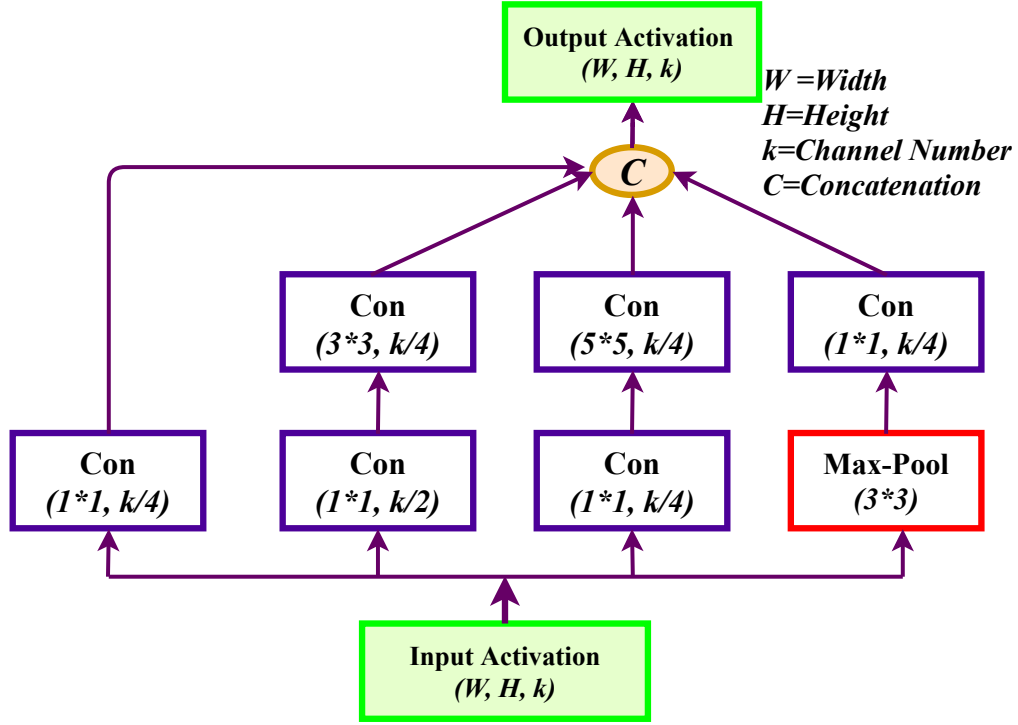 Output Activation
(W, H, k)
W =Width
H=Height
k=Channel Number
C=Concatenation
C
Con
(3*3, k/4)
Con
(5*5, k/4)
Con
(1*1, k/4)
Con
(1*1, k/4)
Con
(1*1, k/2)
Con
(1*1, k/4)
Max-Pool
(3*3)
Input Activation
(W, H, k)